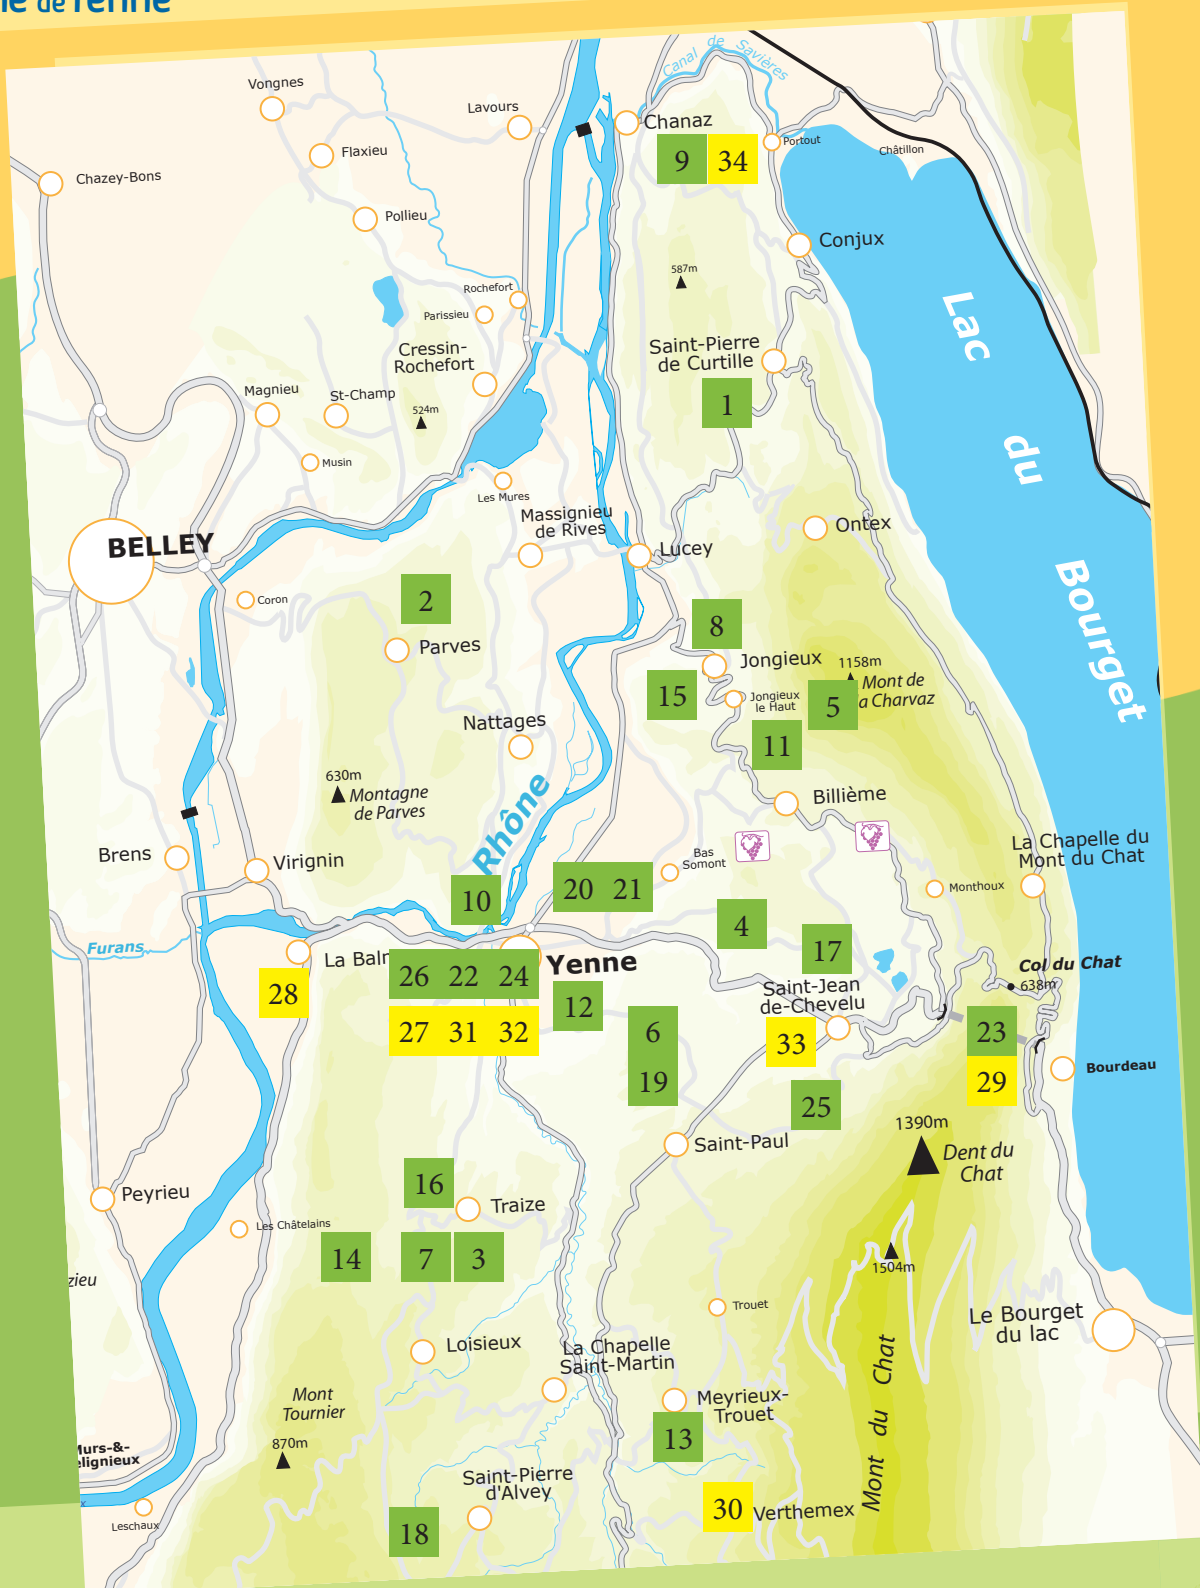 de Yenne
Canal de Savières
Vongnes
Lavours
Chanaz
Portout
Châtillon
Flaxieu
9 34
Chazey-Bons
Pollieu
Conjux
587m
Rochefort
Parissieu
Lac du Bourget
Cressin-
Rochefort
Saint-Pierre
de Curtille
Magnieu
St-Champ
524m
1
Musin
Les Mures
Massignieu
de Rives
Ontex
BELLEY
Lucey
Coron
2
8
Parves
Jongieux
1158m
Mont de
la Charvaz
15
Jongieux
le Haut
5
Nattages
11
630m
Montagne
de Parves
Rhône
Billième
Brens
Virignin
Bas
Somont
La Chapelle du
Mont du Chat
Monthoux
10
20 21
4
17
Furans
La Baln
26 22 24
Yenne
Col du Chat
638m
28
12
Saint-Jean
de-Chevelu
27 31 32
6
33
23
19
29
Bourdeau
25
1390m
Dent du
Chat
Saint-Paul
16
Peyrieu
Traize
Les Châtelains
14
7 3
1504m
zieu
Trouet
Le Bourget
du lac
Loisieux
La Chapelle
Saint-Martin
Mont
Tournier
Meyrieux-
Trouet
Mont du Chat
870m
13
Murs-&-
élignieux
Saint-Pierre
d'Alvey
30
Verthemex
Leschaux
18